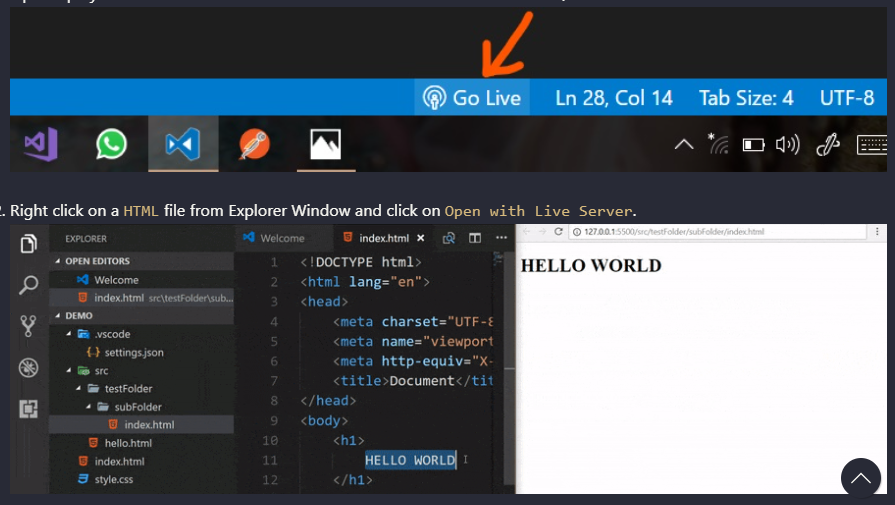 Go Live Ln 28, Col 14 Tab Size: 4 UTF-8
2. Right click on a HTML file from Explorer Window and click on Open with Live Server.
EXPLORER
OPEN EDITORS
Welcome
index.html src\testFolder\sub...
DEMO
.vscode
{..} settings.json
src
testFolder
subFolder
index.html
hello.html
index.html
style.css
Welcome index.html
1 <!DOCTYPE html>
2 <html lang="en">
3 <head>
4 <meta charset="UTF-8
5 <meta name="viewport
6 <meta http-equiv="X-
7 <title>Document</tit
8 </head>
9 <body>
10 <h1>
11 HELLO WORLD
12 </h1>
127.0.0.1:5500/src/testFolder/subFolder/index.html
HELLO WORLD